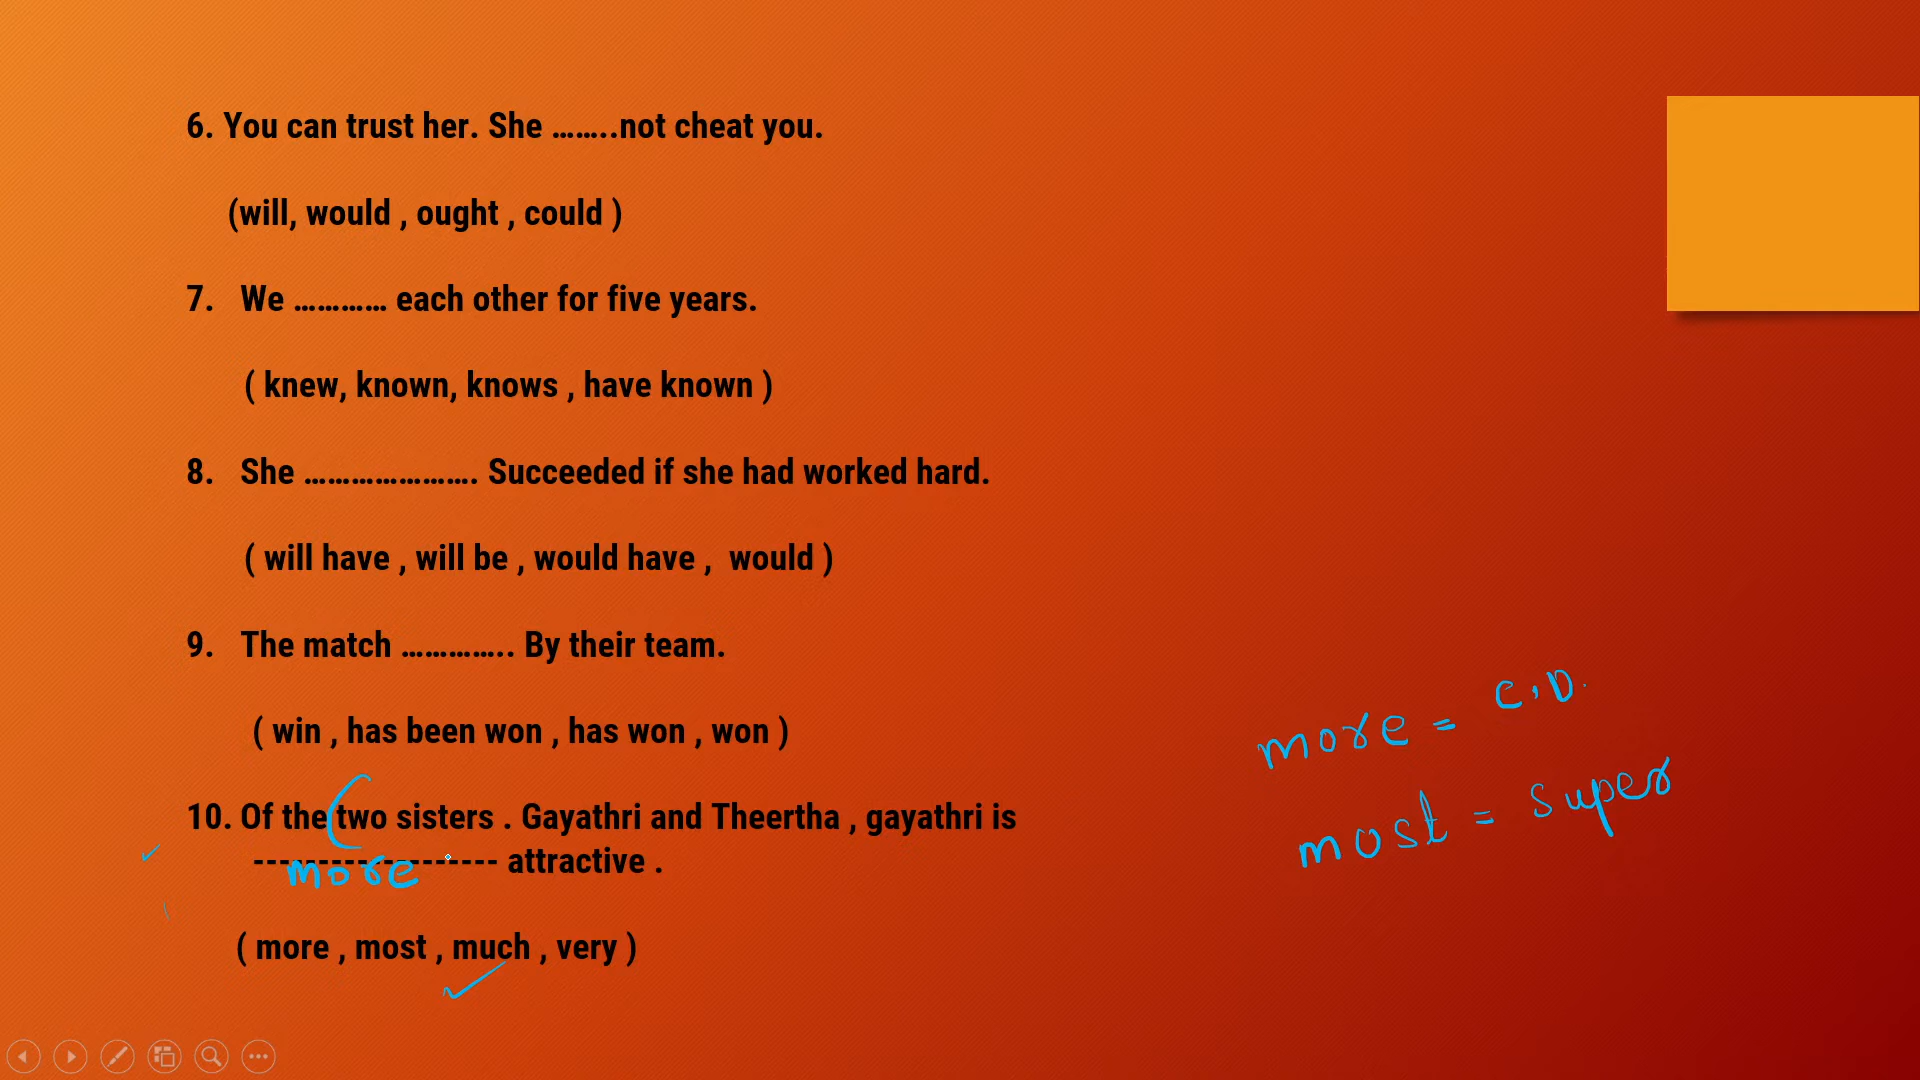 6. You can trust her. She ……..not cheat you.
(will, would , ought , could )
7. We ………… each other for five years.
( knew, known, knows , have known )
8. She …………………. Succeeded if she had worked hard.
( will have , will be , would have , would )
9. The match ………….. By their team.
( win , has been won , has won , won )
more = C.D.
10. Of the two sisters . Gayathri and Theertha , gayathri is
most = super
------------------- attractive .
more
( more , most , much , very )